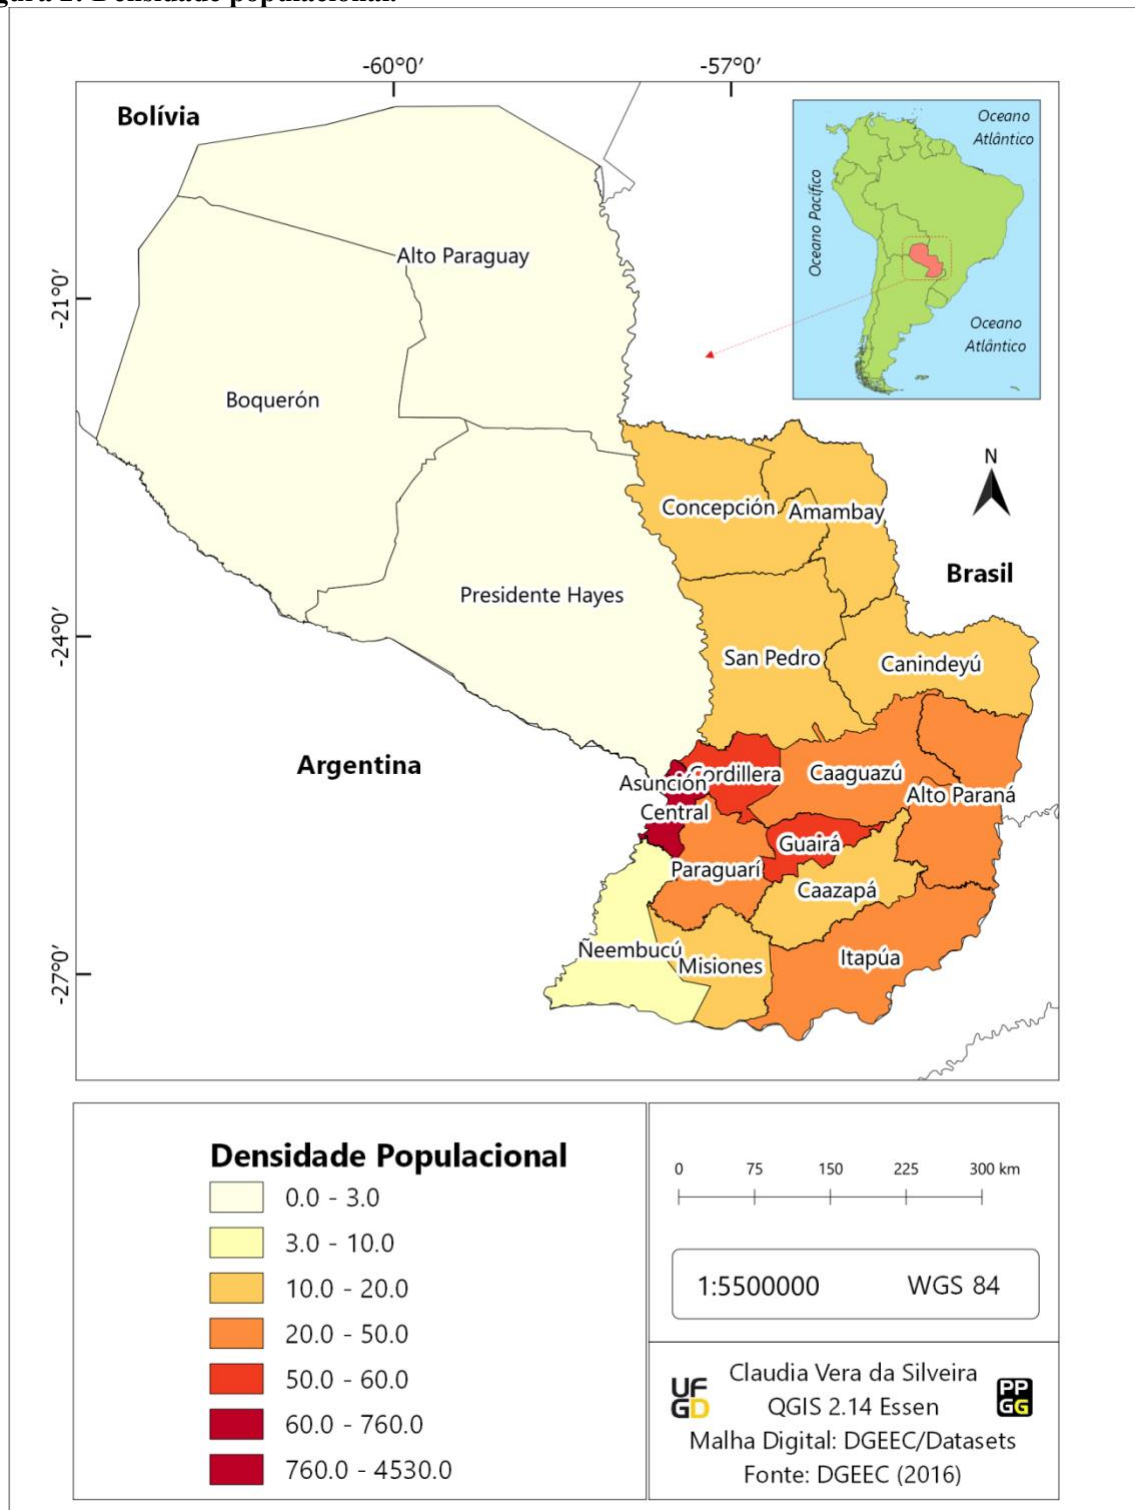 Densidade populacional.
-60°0′
-57°0′
Bolívia
Oceano
Atlântico
Oceano Pacífico
Oceano
Atlântico
-21°0′
-24°0′
-27°0′
Alto Paraguay
Boquerón
Presidente Hayes
Concepción
Amambay
N
Brasil
San Pedro
Canindeyú
Argentina
Asunción
Cordillera
Caaguazú
Alto Paraná
Central
Guairá
Paraguarí
Caazapá
Ñeembucú
Misiones
Itapúa
Densidade Populacional
0.0 - 3.0
3.0 - 10.0
10.0 - 20.0
20.0 - 50.0
50.0 - 60.0
60.0 - 760.0
760.0 - 4530.0
0 75 150 225 300 km
1:5500000 WGS 84
UF
GD
Claudia Vera da Silveira
QGIS 2.14 Essen
Malha Digital: DGEEC/Datasets
Fonte: DGEEC (2016)
PP
GG